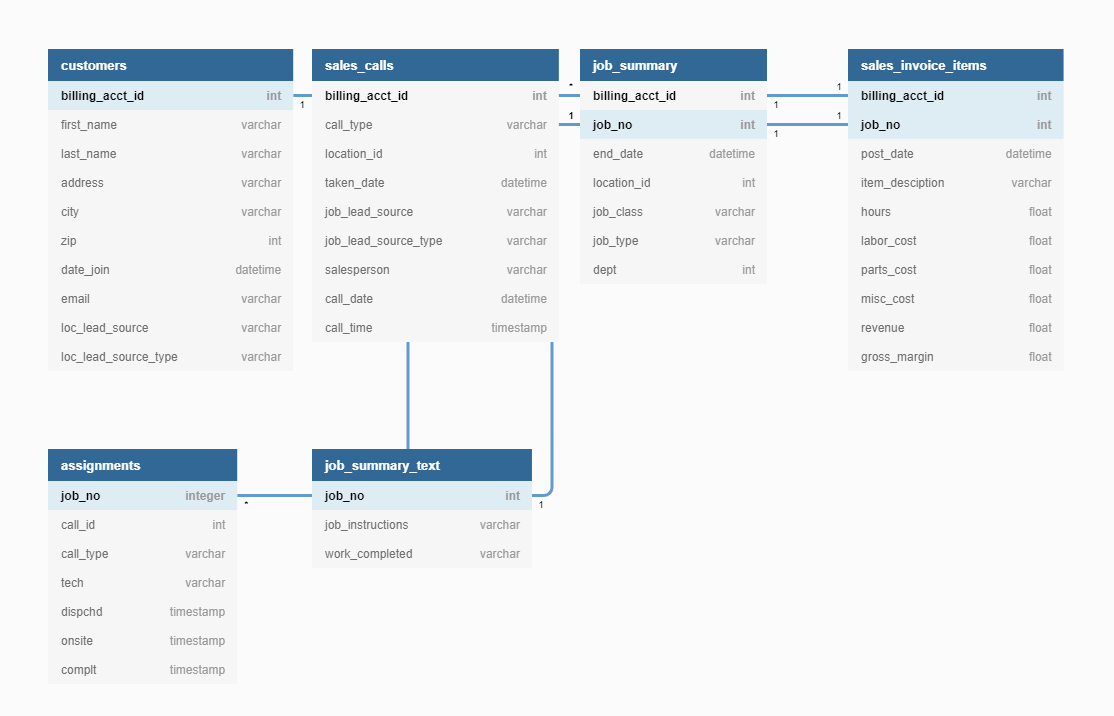 customers
billing_acct_id int
first_name varchar
last_name varchar
address varchar
city varchar
zip int
date_join datetime
email varchar
loc_lead_source varchar
loc_lead_source_type varchar
1
sales_calls
billing_acct_id int
call_type varchar
location_id int
taken_date datetime
job_lead_source varchar
job_lead_source_type varchar
salesperson varchar
call_date datetime
call_time timestamp
*
1
job_summary
billing_acct_id int
job_no int
end_date datetime
location_id int
job_class varchar
job_type varchar
dept int
1
1
1
1
sales_invoice_items
billing_acct_id int
job_no int
post_date datetime
item_desciption varchar
hours float
labor_cost float
parts_cost float
misc_cost float
revenue float
gross_margin float
assignments
job_no integer
call_id int
call_type varchar
tech varchar
dispchd timestamp
onsite timestamp
complt timestamp
*
job_summary_text
job_no int
job_instructions varchar
work_completed varchar
1